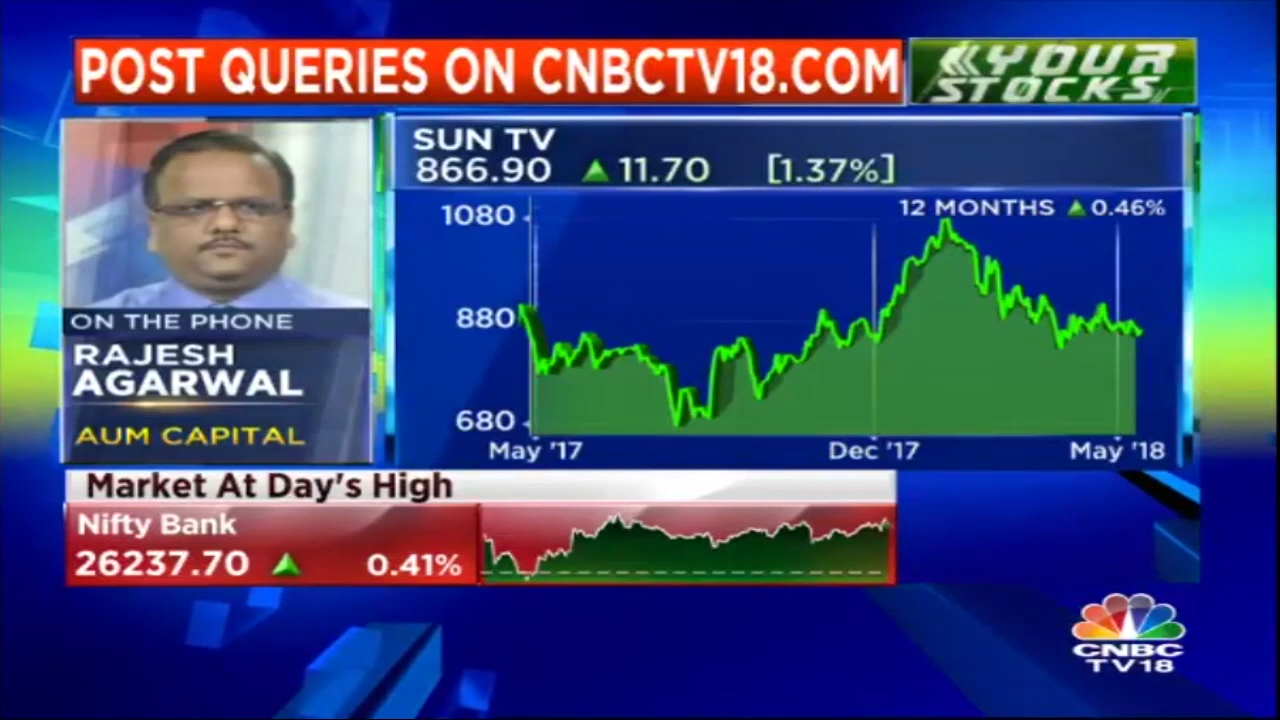 POST QUERIES ON CNBCTV18.COM
YOUR
STOCKS
SUN TV
866.90 ▲ 11.70 [1.37%]
12 MONTHS ▲ 0.46%
1080
880
680
May '17 Dec '17 May '18
ON THE PHONE
RAJESH
AGARWAL
AUM CAPITAL
Market At Day's High
Nifty Bank
26237.70 ▲ 0.41%
CNBC
TV18